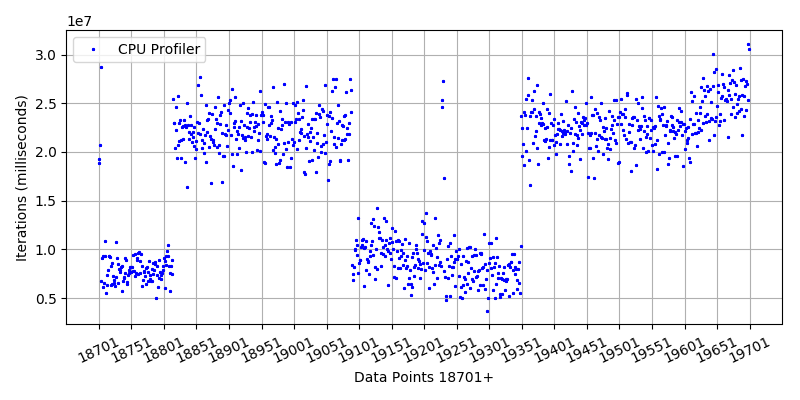 1e7
CPU Profiler
Iterations (milliseconds)
3.0
2.5
2.0
1.5
1.0
0.5
18701 18751 18801 18851 18901 18951 19001 19051 19101 19151 19201 19251 19301 19351 19401 19451 19501 19551 19601 19651 19701
Data Points 18701+